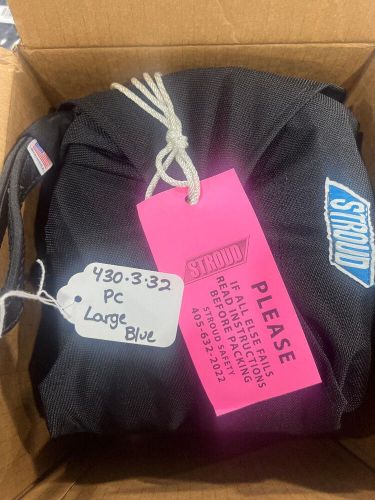 430·3·32
PC
Large
Blue
STROUD
PLEASE
IF ALL ELSE FAILS
READ INSTRUCTIONS
BEFORE PACKING
STROUD SAFETY
405-632-2022
STROUD